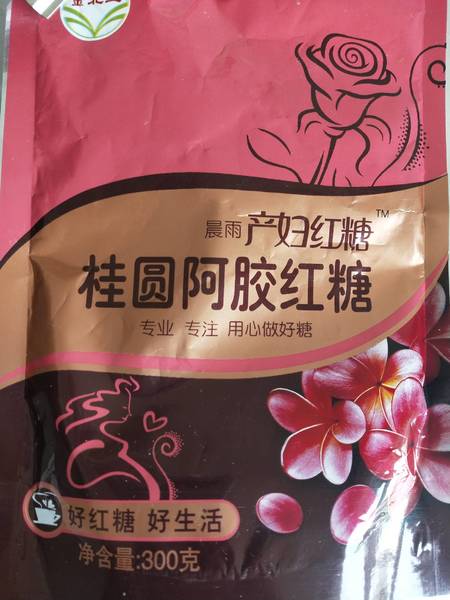 晨雨 产妇红糖™
桂圆阿胶红糖
专业 专注 用心做好糖
好红糖 好生活
净含量:300克